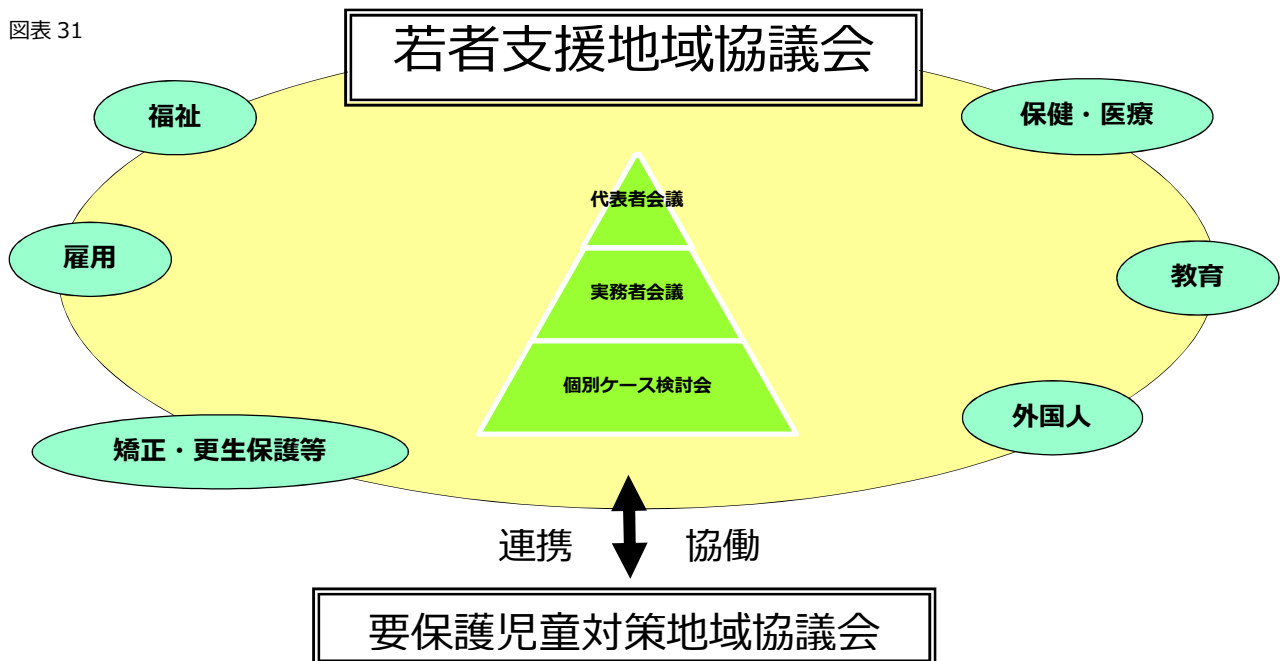 図表 31
若者支援地域協議会
福祉
保健・医療
代表者会議
雇用
教育
実務者会議
個別ケース検討会
外国人
矯正・更生保護等
連携
協働
要保護児童対策地域協議会